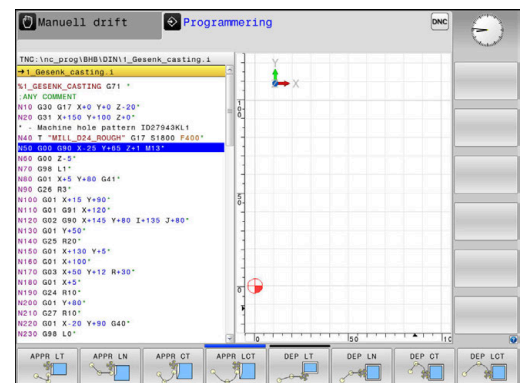 Manuell drift
Programmering
DNC
TNC:\nc_prog\BHB\DIN\1_Gesenk_casting.i
→1_Gesenk_casting.i
%1_GESENK_CASTING G71 *
;ANY COMMENT
N10 G30 G17 X+0 Y+0 Z-20*
N20 G31 X+150 Y+100 Z+0*
* - Machine hole pattern ID27943KL1
N40 T "MILL_D24_ROUGH" G17 S1800 F400*
N50 G00 G90 X-25 Y+65 Z+1 M13*
N60 G00 Z-5*
N70 G98 L1*
N80 G01 X+5 Y+80 G41*
N90 G26 R3*
N100 G01 X+15 Y+90*
N110 G01 G91 X+120*
N120 G02 G90 X+145 Y+80 I+135 J+80*
N130 G01 Y+50*
N140 G25 R20*
N150 G01 X+130 Y+5*
N160 G01 X+100*
N170 G03 X+50 Y+12 R+30*
N180 G01 X+5*
N190 G24 R10*
N200 G01 Y+80*
N210 G27 R10*
N220 G01 X-20 Y+90 G40*
N230 G98 L0*
Y
X
100
50
0
0
50
10
APPR LT
APPR LN
APPR CT
APPR LCT
DEP LT
DEP LN
DEP CT
DEP LCT